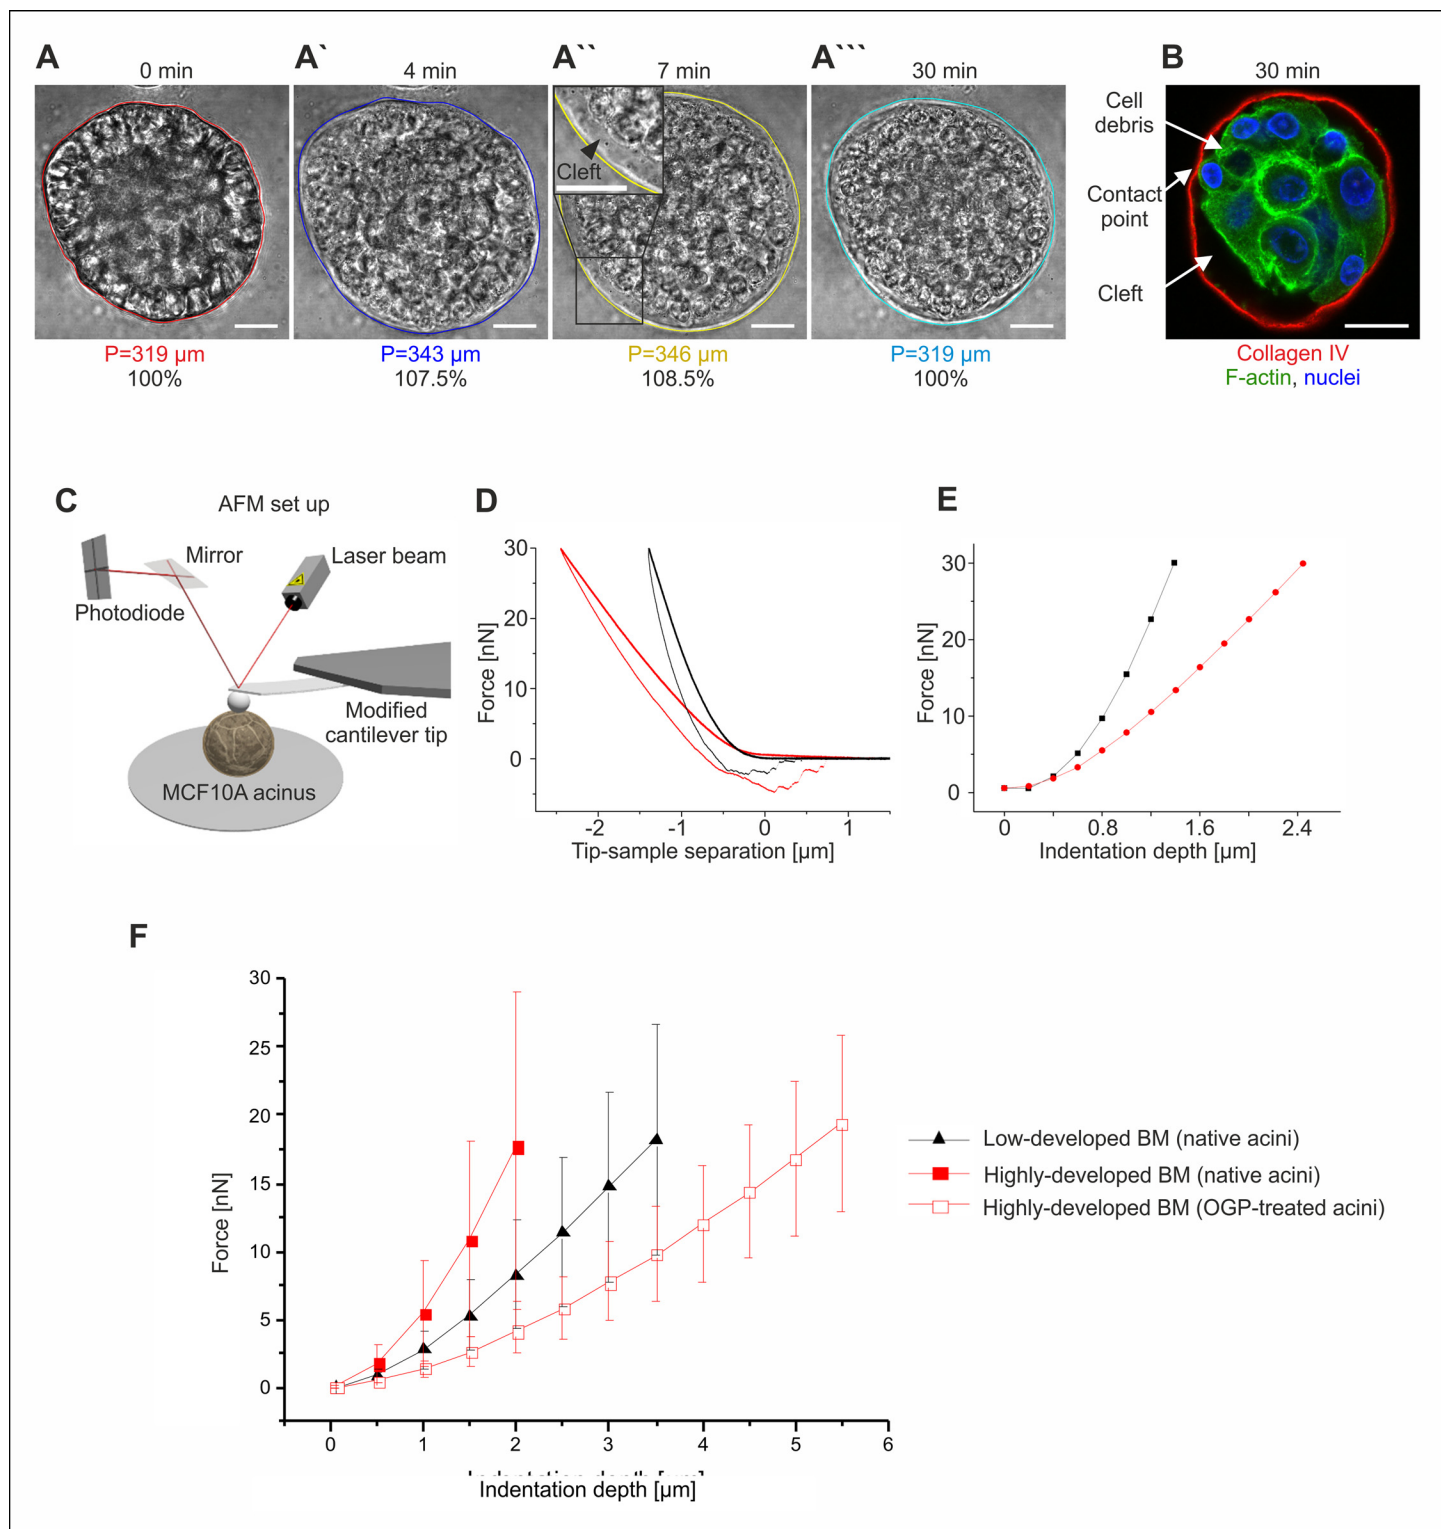 A
0 min
A`
4 min
A``
7 min
A```
30 min
B
30 min
Cleft
Cell
debris
Contact
point
Cleft
P=319 µm
100%
P=343 µm
107.5%
P=346 µm
108.5%
P=319 µm
100%
Collagen IV
F-actin, nuclei
C
AFM set up
Mirror
Laser beam
Photodiode
Modified
cantilever tip
MCF10A acinus
D
30
20
10
0
Force [nN]
-2
-1
0
1
Tip-sample separation [µm]
E
30
20
10
0
Force [nN]
0
0.8
1.6
2.4
Indentation depth [µm]
F
30
25
20
15
10
5
0
Force [nN]
0
1
2
3
4
5
6
Indentation depth [µm]
Indentation depth [µm]
Low-developed BM (native acini)
Highly-developed BM (native acini)
Highly-developed BM (OGP-treated acini)